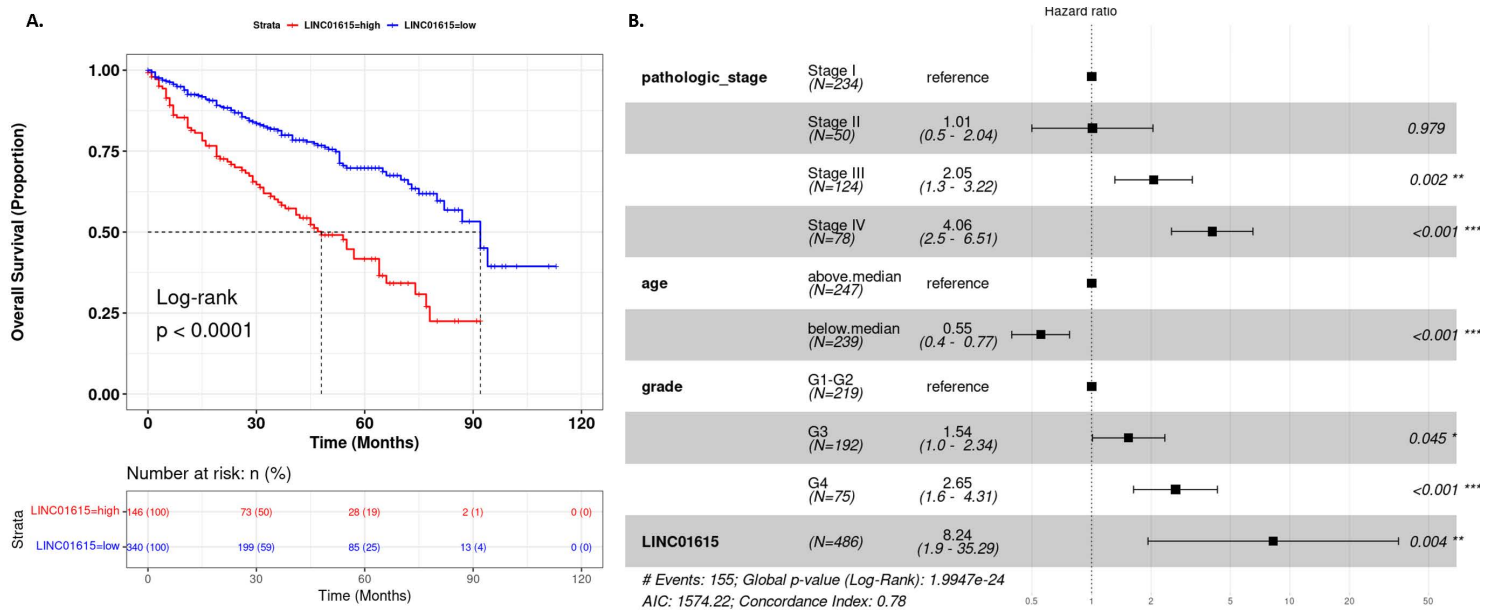 A.
Strata LINC01615=high LINC01615=low
Overall Survival (Proportion)
1.00
0.75
0.50
0.25
0.00
Log-rank
p < 0.0001
0 30 60 90 120
Time (Months)
Number at risk: n (%)
Strata
LINC01615=high 146 (100) 73 (50) 28 (19) 2 (1) 0 (0)
LINC01615=low 340 (100) 199 (59) 85 (25) 13 (4) 0 (0)
0 30 60 90 120
Time (Months)
B.
Hazard ratio
pathologic_stage Stage I reference
(N=234)
Stage II 1.01 0.979
(N=50) (0.5 - 2.04)
Stage III 2.05 0.002 **
(N=124) (1.3 - 3.22)
Stage IV 4.06 <0.001 ***
(N=78) (2.5 - 6.51)
age above.median reference
(N=247)
below.median 0.55 <0.001 ***
(N=239) (0.4 - 0.77)
grade G1-G2 reference
(N=219)
G3 1.54 0.045 *
(N=192) (1.0 - 2.34)
G4 2.65 <0.001 ***
(N=75) (1.6 - 4.31)
LINC01615 (N=486) 8.24 0.004 **
(1.9 - 35.29)
# Events: 155; Global p-value (Log-Rank): 1.9947e-24
AIC: 1574.22; Concordance Index: 0.78
0.5 1 2 5 10 20 50